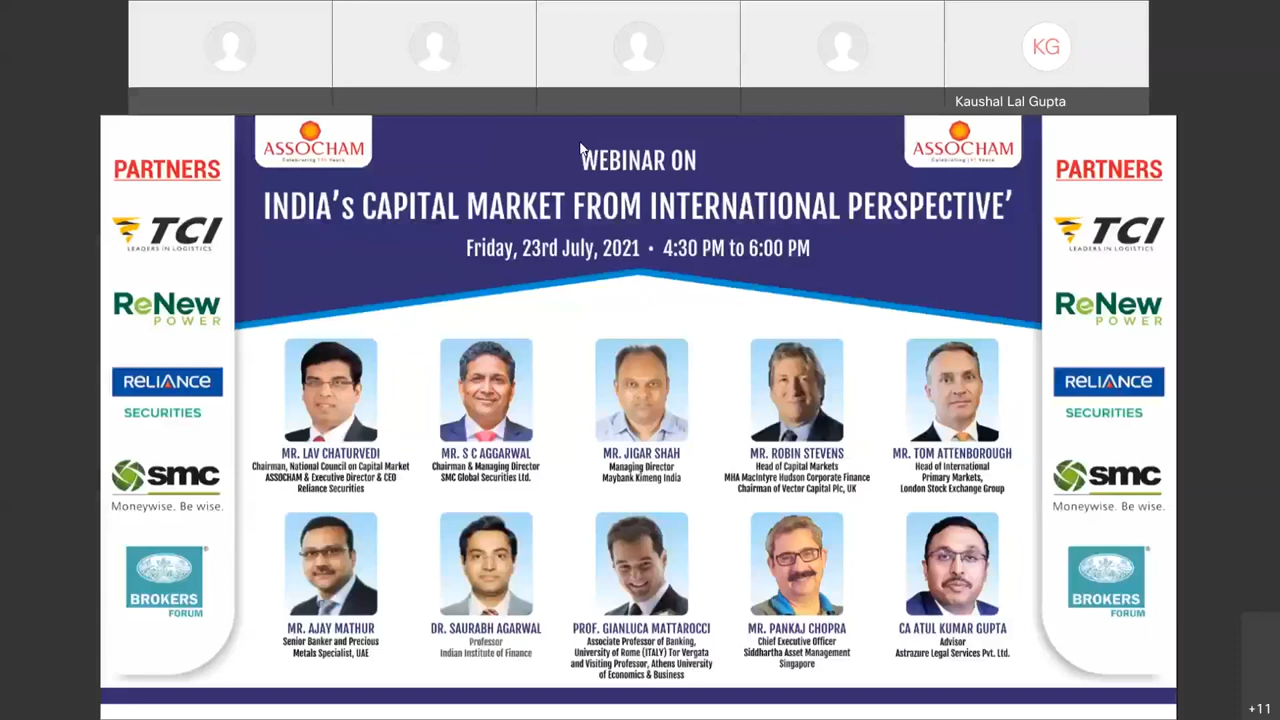 KG
Kaushal Lal Gupta
ASSOCHAM
ASSOCHAM
WEBINAR ON
INDIA's CAPITAL MARKET FROM INTERNATIONAL PERSPECTIVE'
Friday, 23rd July, 2021 • 4:30 PM to 6:00 PM
PARTNERS
TCI
LEADERS IN LOGISTICS
ReNew
POWER
RELIANCE
SECURITIES
smc
Moneywise. Be wise.
BROKERS
FORUM
MR. LAV CHATURVEDI
Chairman, National Council on Capital Market
ASSOCHAM & Executive Director & CEO
Reliance Securities
MR. S C AGGARWAL
Chairman & Managing Director
SMC Global Securities Ltd.
MR. JIGAR SHAH
Managing Director
Maybank Kimeng India
MR. ROBIN STEVENS
Head of Capital Markets
MHA MacIntyre Hudson Corporate Finance
Chairman of Vector Capital Plc, UK
MR. TOM ATTENBOROUGH
Head of International
Primary Markets,
London Stock Exchange Group
MR. AJAY MATHUR
Senior Banker and Precious
Metals Specialist, UAE
DR. SAURABH AGARWAL
Professor
Indian Institute of Finance
PROF. GIANLUCA MATTAROCCI
Associate Professor of Banking,
University of Rome (ITALY) Tor Vergata
and Visiting Professor, Athens University
of Economics & Business
MR. PANKAJ CHOPRA
Chief Executive Officer
Siddhartha Asset Management
Singapore
CA ATUL KUMAR GUPTA
Advisor
Astrazure Legal Services Pvt. Ltd.
PARTNERS
TCI
LEADERS IN LOGISTICS
ReNew
POWER
RELIANCE
SECURITIES
smc
Moneywise. Be wise.
BROKERS
FORUM
+11